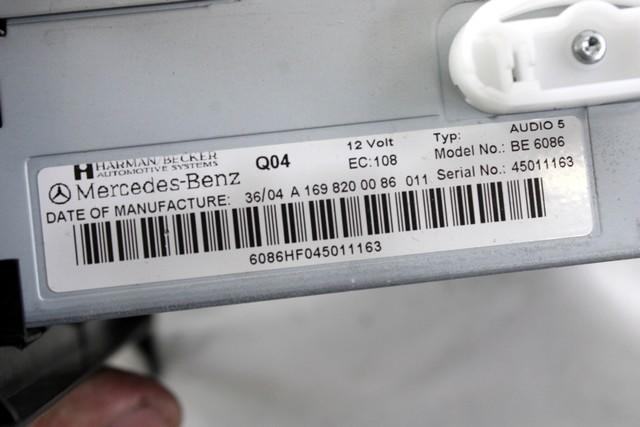 HARMAN/BECKER
AUTOMOTIVE SYSTEMS
Q04
12 Volt
EC:108
Typ: AUDIO 5
Model No.: BE 6086
Serial No.: 45011163
Mercedes-Benz
DATE OF MANUFACTURE: 36/04 A 169 820 00 86 011
6086HF045011163